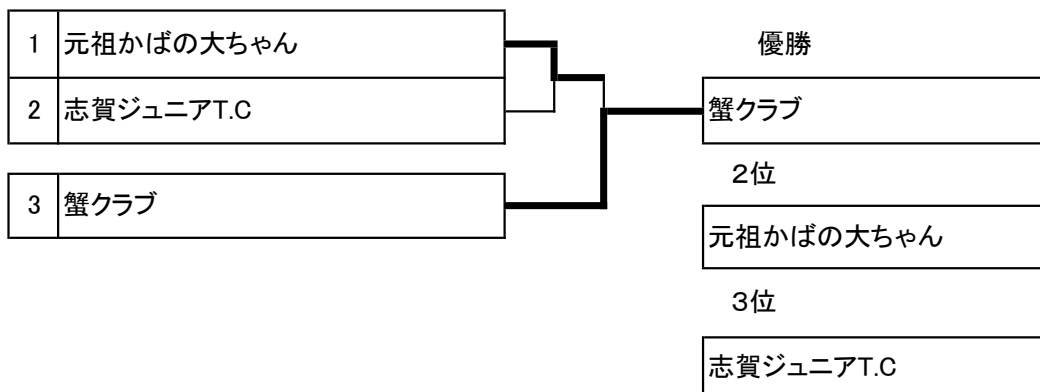 1 元祖かばの大ちゃん
優勝
2 志賀ジュニアT.C
蟹クラブ
2位
3 蟹クラブ
元祖かばの大ちゃん
3位
志賀ジュニアT.C